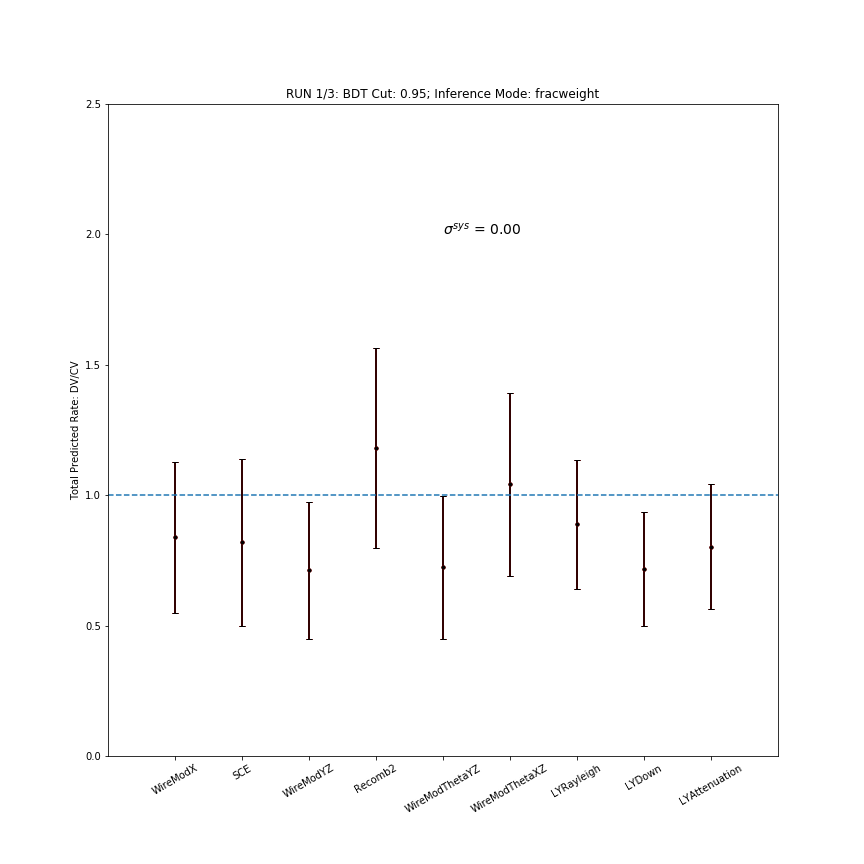 RUN 1/3: BDT Cut: 0.95; Inference Mode: fracweight
2.5
σ^sys = 0.00
2.0
1.5
Total Predicted Rate: DV/CV
1.0
0.5
0.0
WireModX
SCE
WireModYZ
Recomb2
WireModThetaYZ
WireModThetaXZ
LYRayleigh
LYDown
LYAttenuation